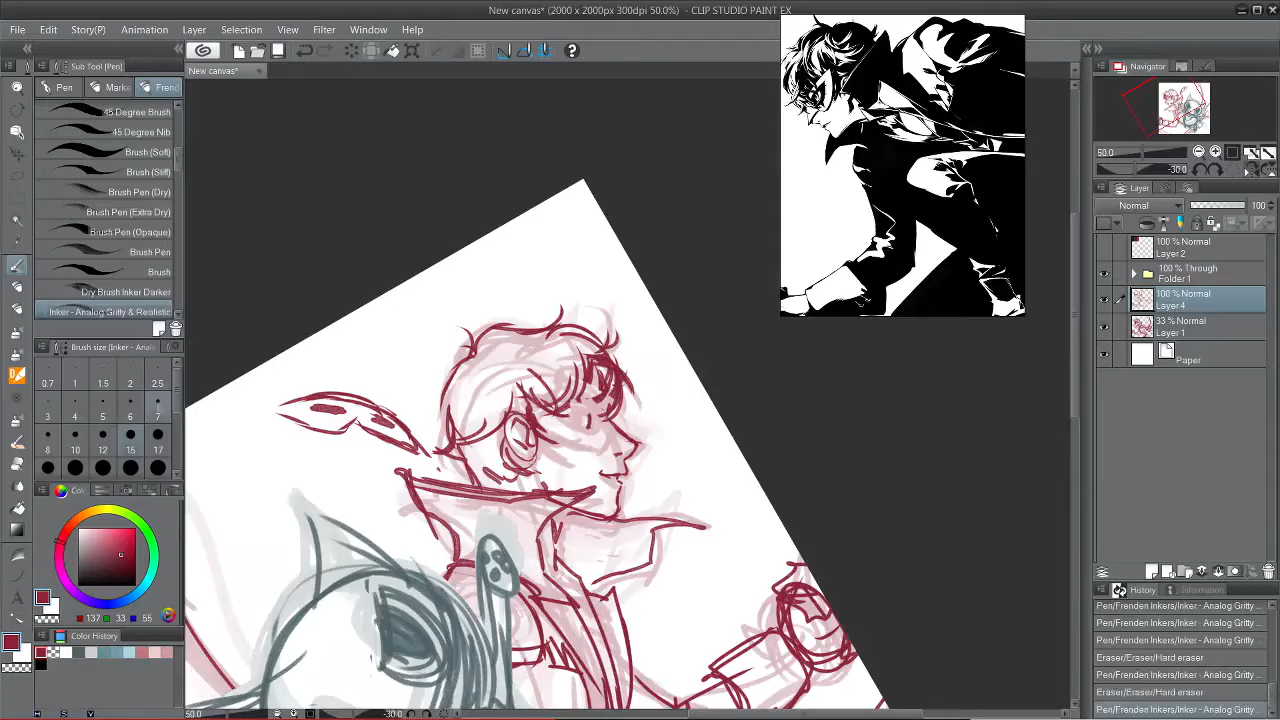 New canvas* (2000 x 2000px 300dpi 50.0%) - CLIP STUDIO PAINT EX
File Edit Story(P) Animation Layer Selection View Filter Window Help
Sub Tool [Pen]
New canvas*
Navigator
Pen Marke Frend
45 Degree Brush
45 Degree Nib
Brush (Soft)
Brush (Stiff)
Brush Pen (Dry)
Brush Pen (Extra Dry)
Brush Pen (Opaque)
Brush Pen
Brush
Dry Brush Inker Darker
Inker - Analog Gritty & Realistic
50.0
-30.0
Layer
Normal 100
100 % Normal
Layer 2
100 % Through
Folder 1
100 % Normal
Layer 4
33 % Normal
Layer 1
Paper
Brush size (Inker - Anal
0.7 1 1.5 2 2.5
3 4 5 6 7
8 10 12 15 17
Col
137 33 55
Color History
History Information
Pen/Frenden Inkers/Inker - Analog Gritty ...
Pen/Frenden Inkers/Inker - Analog Gritty ...
Pen/Frenden Inkers/Inker - Analog Gritty ...
Eraser/Eraser/Hard eraser
Pen/Frenden Inkers/Inker - Analog Gritty ...
Eraser/Eraser/Hard eraser
Pen/Frenden Inkers/Inker - Analog Gritty ...
H S V
50.0 -30.0